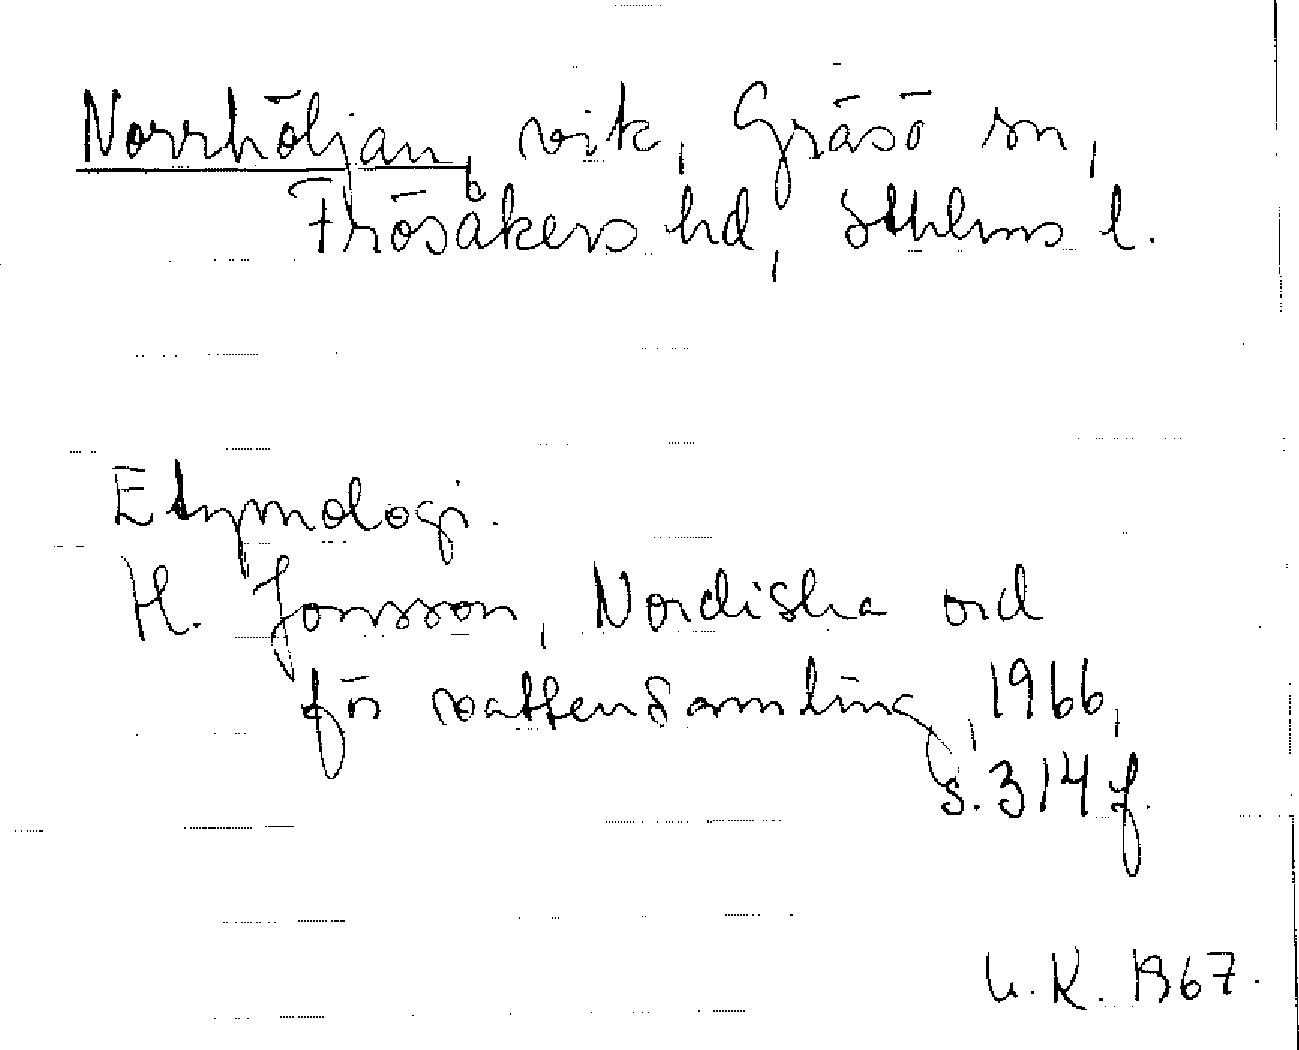 Norrhöljan, vik, Gräsö sn,
Frösåkers hd, Sthlms l.
Etymologi.
H. Jonsson, Nordiska ord
för vattensamling, 1966,
s. 314 f.
U.K. 1967.